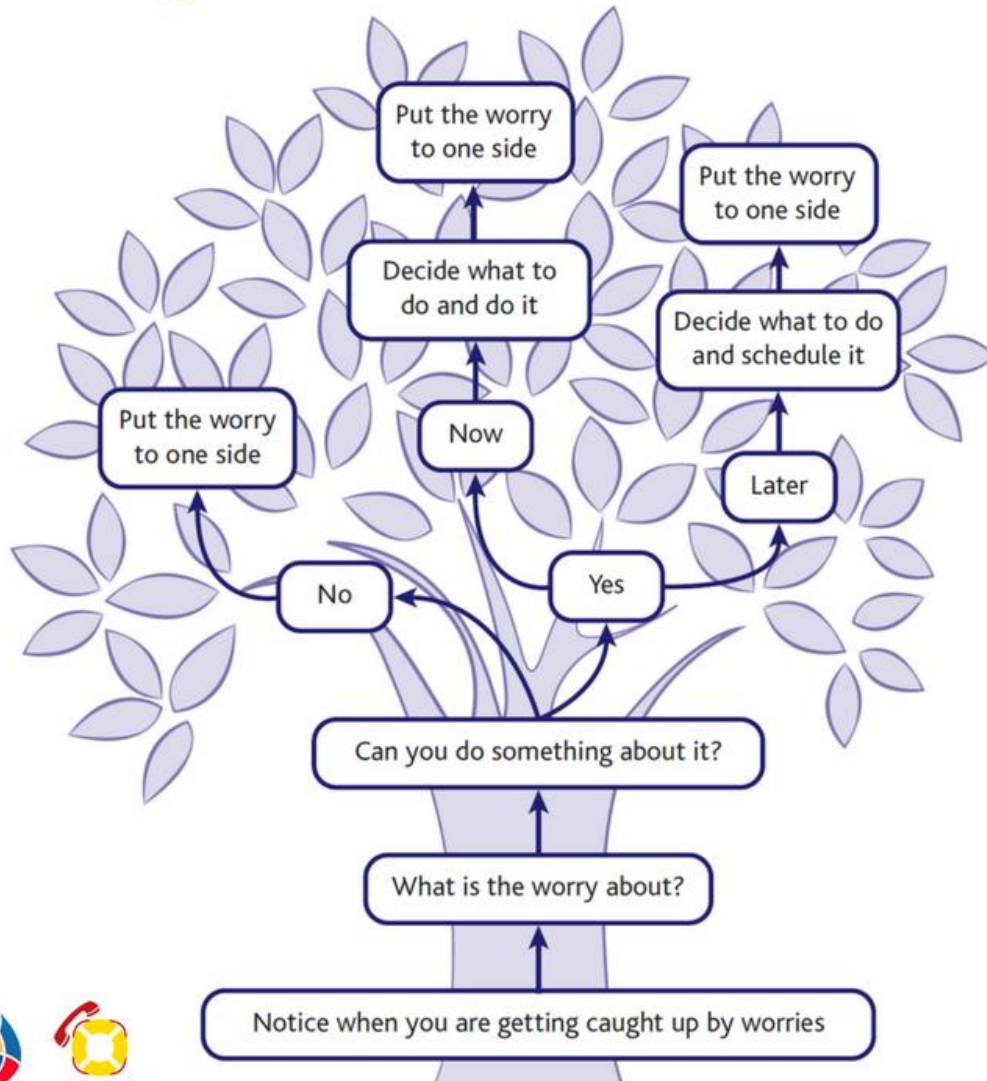 Put the worry
to one side
Put the worry
to one side
Decide what to
do and do it
Decide what to do
and schedule it
Put the worry
to one side
Now
Later
No
Yes
Can you do something about it?
What is the worry about?
Notice when you are getting caught up by worries